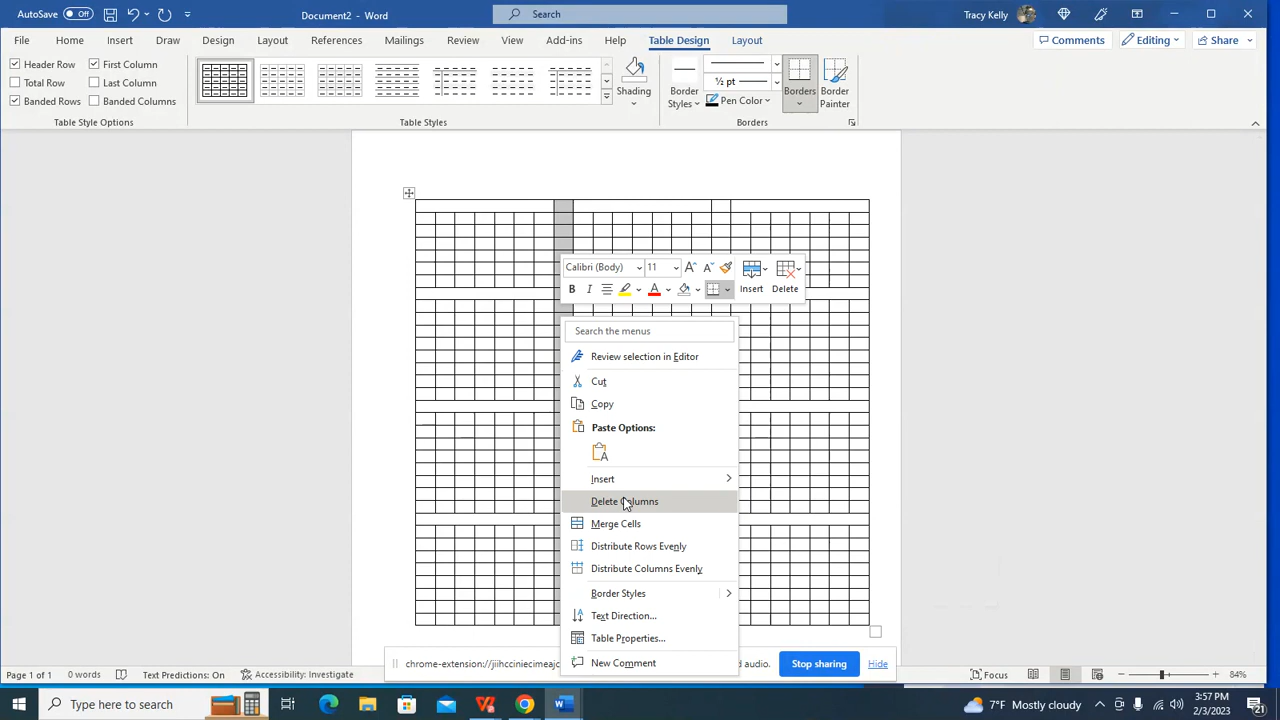 AutoSave Off Document2 - Word Search Tracy Kelly
File Home Insert Draw Design Layout References Mailings Review View Add-ins Help Table Design Layout Comments Editing Share
Header Row First Column
Total Row Last Column
Banded Rows Banded Columns
Table Style Options
Table Styles
Shading
Border Styles
½ pt
Pen Color
Borders
Border Painter
Borders
Calibri (Body) 11
B I A Insert Delete
Search the menus
Review selection in Editor
Cut
Copy
Paste Options:
Insert
Delete Columns
Merge Cells
Distribute Rows Evenly
Distribute Columns Evenly
Border Styles
Text Direction...
Table Properties...
New Comment
d audio.
Stop sharing Hide
Page 1 of 1 0 words Text Predictions: On Accessibility: Investigate Focus 84%
Type here to search
7°F Mostly cloudy
3:57 PM
2/3/2023
21